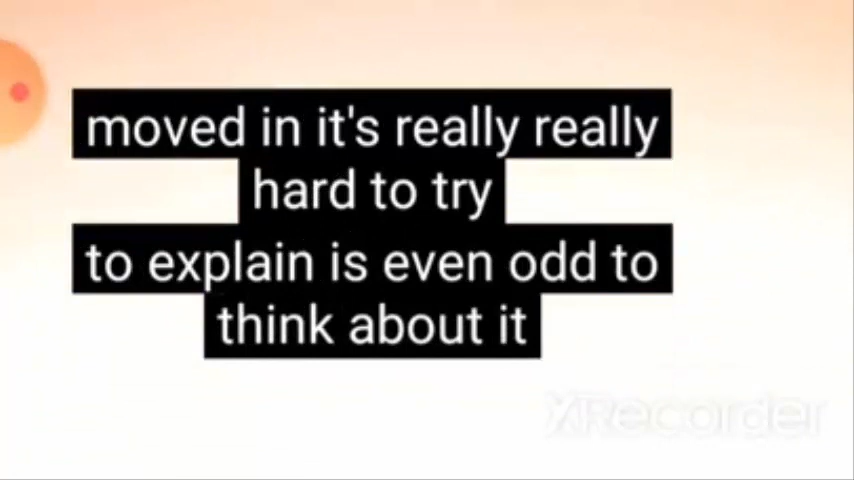 moved in it's really really
hard to try
to explain is even odd to
think about it
XRecorder